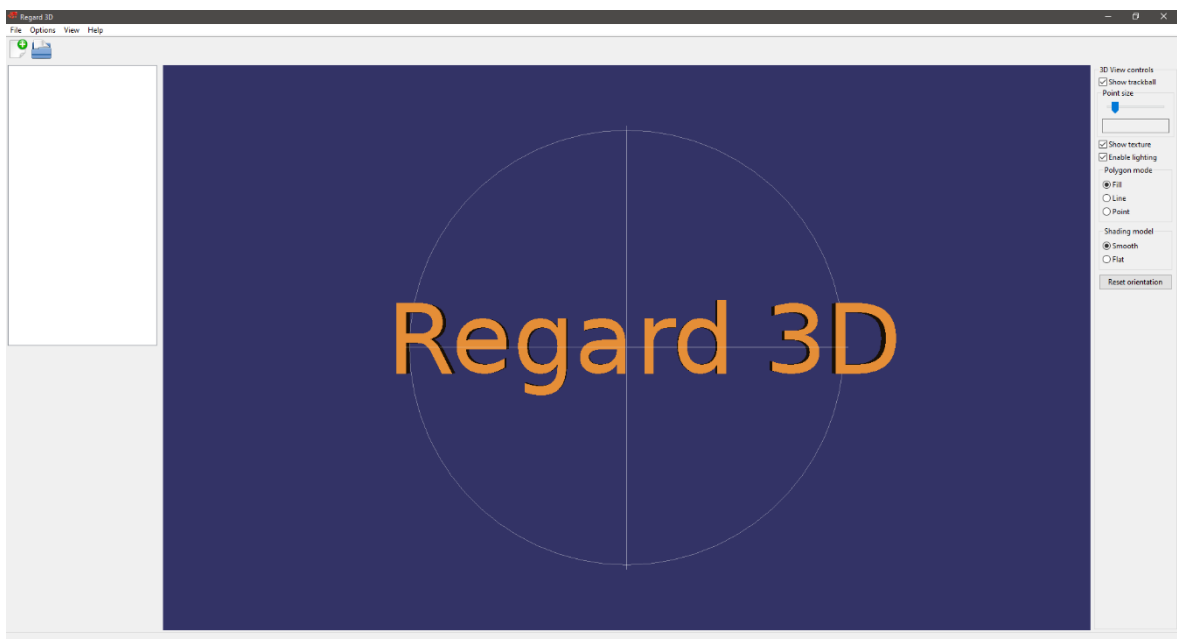 Regard 3D
File Options View Help
3D View controls
Show trackball
Point size
Show texture
Enable lighting
Polygon mode
Fill
Line
Point
Shading model
Smooth
Flat
Reset orientation
Regard 3D